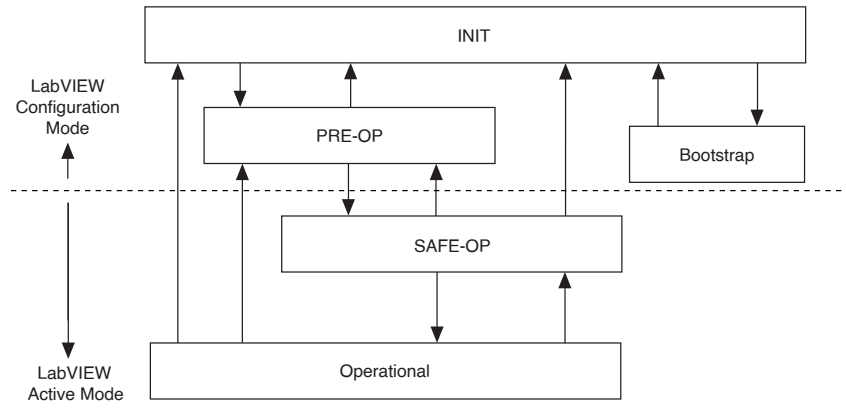 INIT
LabVIEW
Configuration
Mode
PRE-OP
Bootstrap
SAFE-OP
Operational
LabVIEW
Active Mode